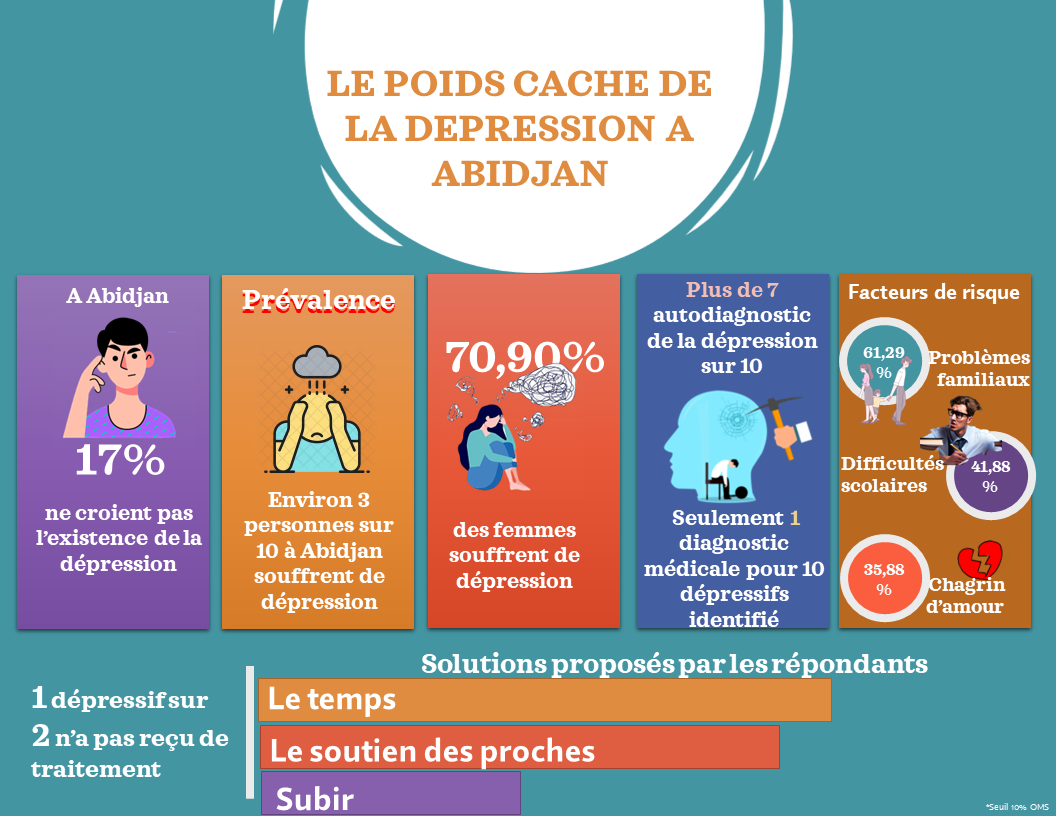 LE POIDS CACHE DE
LA DEPRESSION A
ABIDJAN
A Abidjan
17%
ne croient pas
l'existence de la
dépression
Prévalence
Environ 3
personnes sur
10 à Abidjan
souffrent de
dépression
70,90%
des femmes
souffrent de
dépression
Plus de 7
autodiagnostic
de la dépression
sur 10
Seulement 1
diagnostic
médicale pour 10
dépressifs
identifié
Facteurs de risque
61,29
%
Problèmes
familiaux
Difficultés
scolaires
41,88
%
35,88
%
Chagrin
d'amour
1 dépressif sur
2 n'a pas reçu de
traitement
Solutions proposés par les répondants
Le temps
Le soutien des proches
Subir
*Seuil 10% OMS